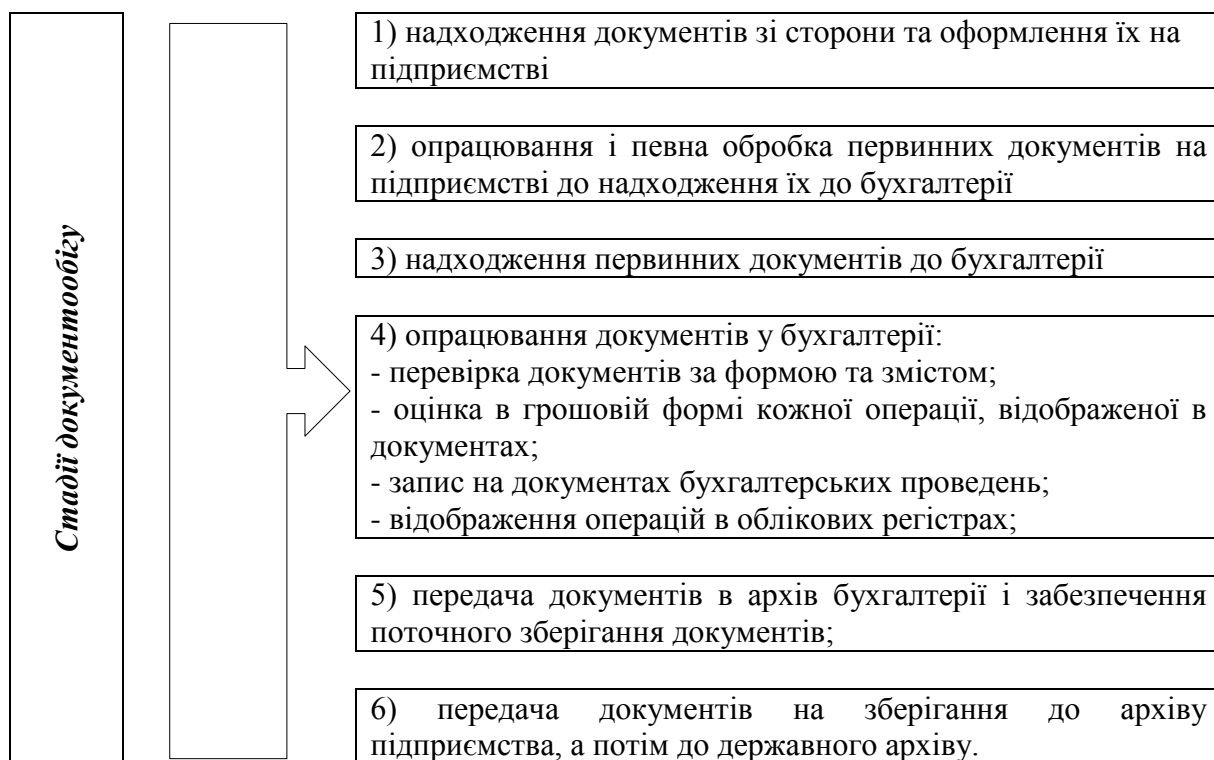 Стадії документообігу
1) надходження документів зі сторони та оформлення їх на
підприємстві
2) опрацювання і певна обробка первинних документів на
підприємстві до надходження їх до бухгалтерії
3) надходження первинних документів до бухгалтерії
4) опрацювання документів у бухгалтерії:
- перевірка документів за формою та змістом;
- оцінка в грошовій формі кожної операції, відображеної в
документах;
- запис на документах бухгалтерських проведень;
- відображення операцій в облікових регістрах;
5) передача документів в архів бухгалтерії і забезпечення
поточного зберігання документів;
6) передача документів на зберігання до архіву
підприємства, а потім до державного архіву.